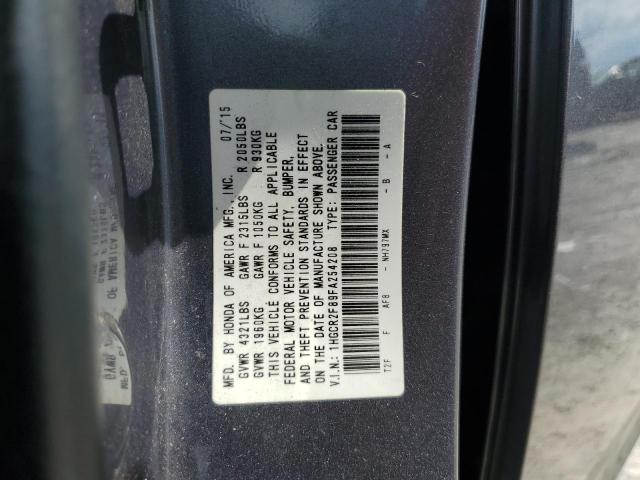 MFD. BY HONDA OF AMERICA MFG., INC. 07/'15
GVWR 4321LBS GAWR F 2315LBS R 2050LBS
GVWR 1960KG GAWR F 1050KG R 930KG
THIS VEHICLE CONFORMS TO ALL APPLICABLE
FEDERAL MOTOR VEHICLE SAFETY, BUMPER,
AND THEFT PREVENTION STANDARDS IN EFFECT
ON THE DATE OF MANUFACTURE SHOWN ABOVE.
V.I.N.: 1HGCR2F89FA254208 TYPE: PASSENGER CAR
T2F F AF8 - NH797MX - B - A